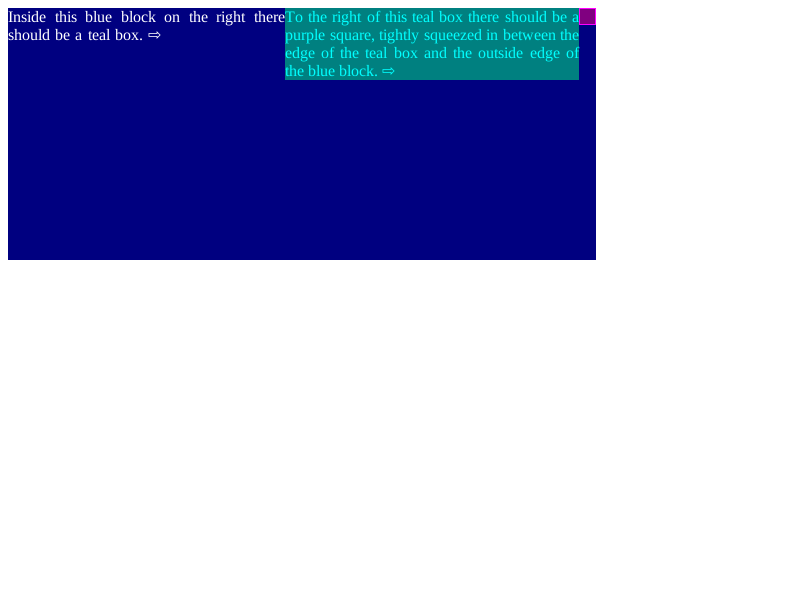 Inside this blue block on the right there
should be a teal box. ⇨
To the right of this teal box there should be a
purple square, tightly squeezed in between the
edge of the teal box and the outside edge of
the blue block. ⇨